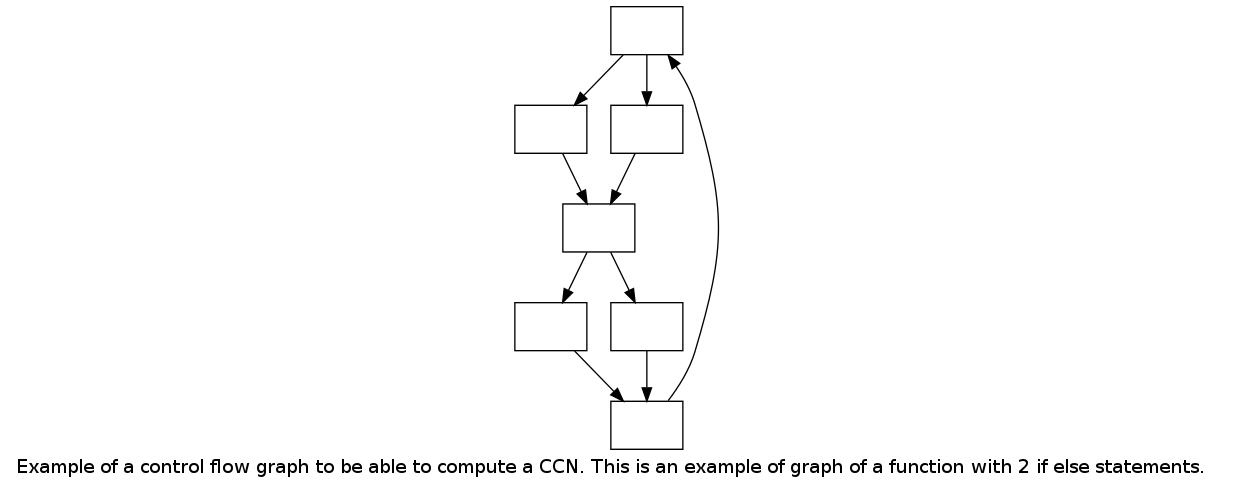 Example of a control flow graph to be able to compute a CCN. This is an example of graph of a function with 2 if else statements.